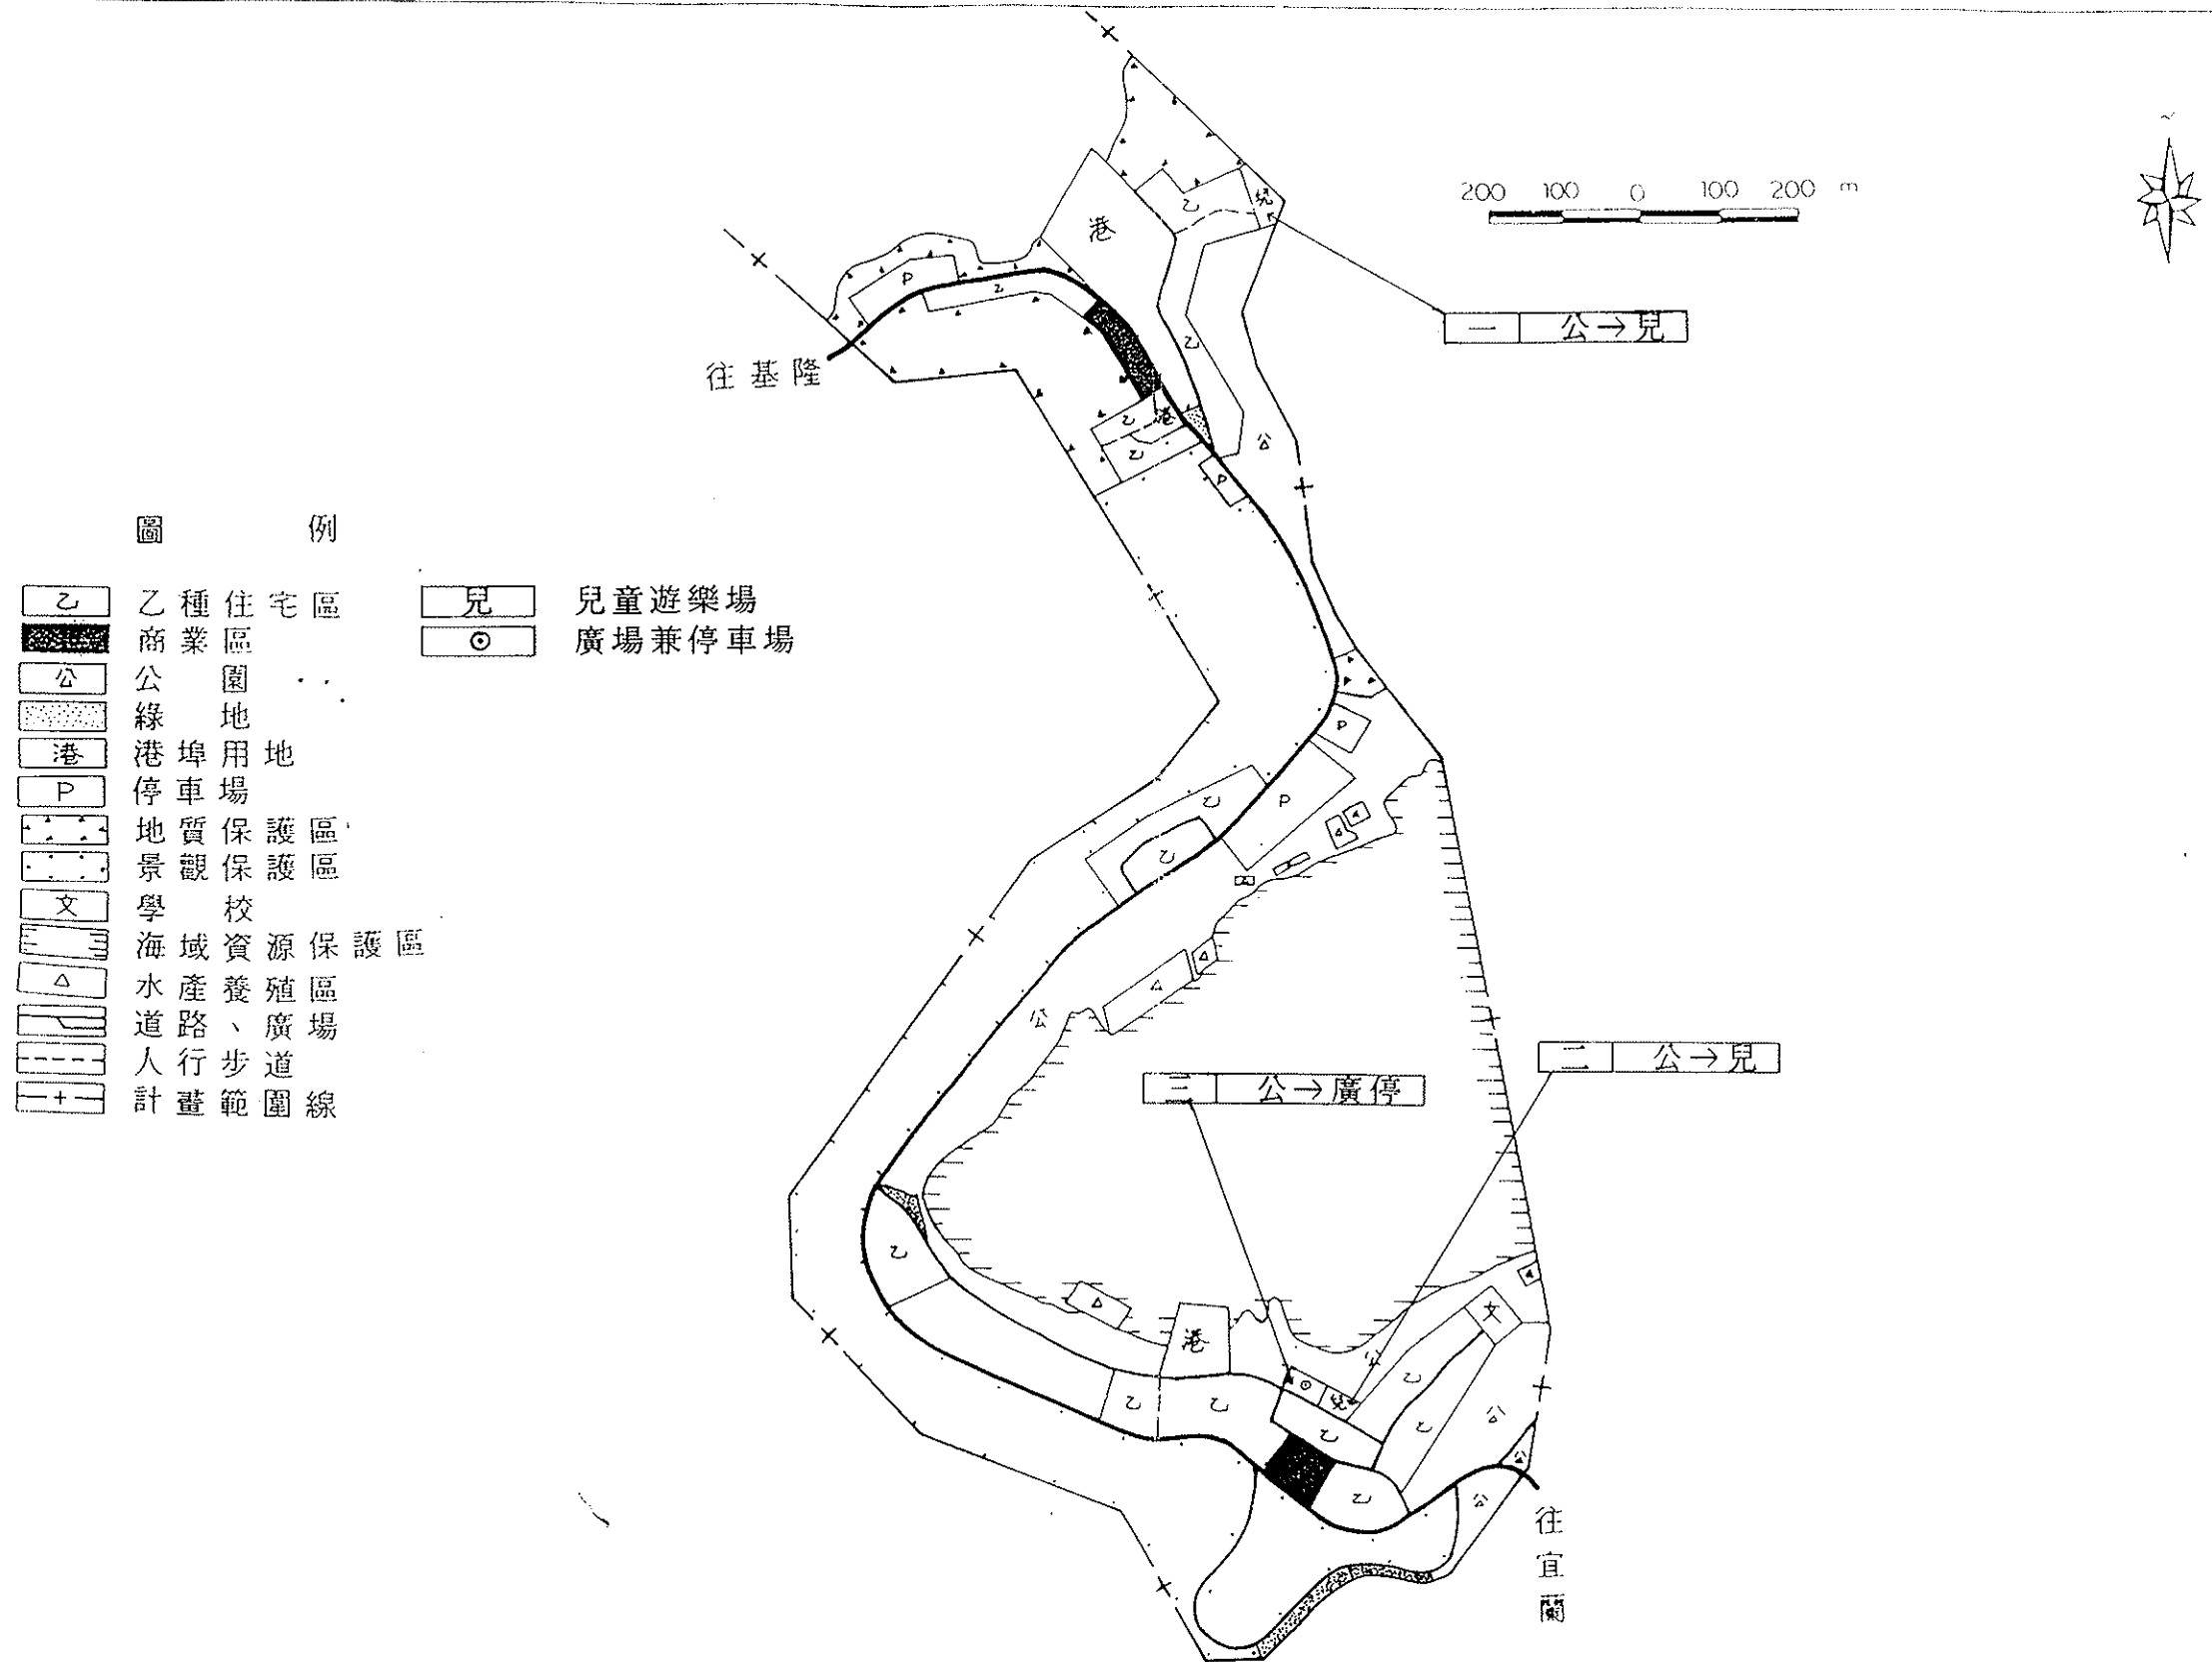 200 100 0 100 200 m
港
乙
兒
一 公→兒
P
乙
往基隆
乙
乙
港
乙
公
P
圖例
乙 乙種住宅區
商業區
公 公園
綠地
港 港埠用地
P 停車場
地質保護區
景觀保護區
文 學校
海域資源保護區
水產養殖區
道路、廣場
人行步道
計畫範圍線
兒 兒童遊樂場
廣場兼停車場
P
乙
P
乙
公
二 公→兒
三 公→廣停
乙
港
文
公
乙
兒
乙
乙
乙
乙
公
公
乙
公
往宜蘭